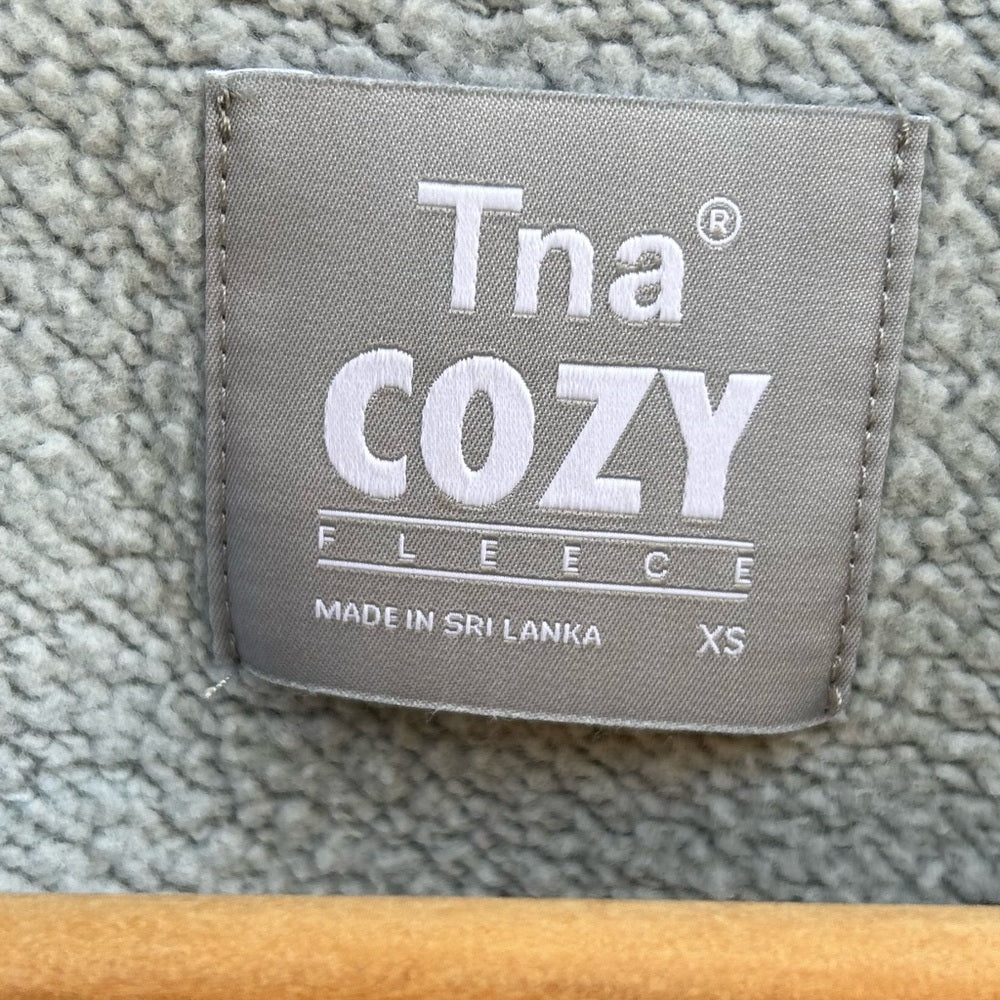 Tna®
COZY
FLEECE
MADE IN SRI LANKA XS